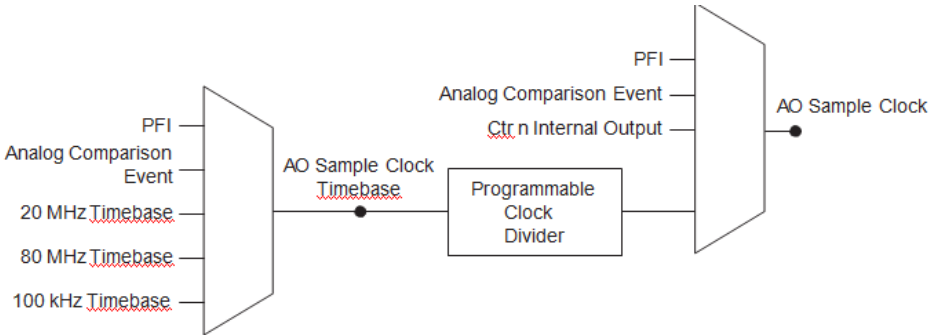 PFI
Analog Comparison Event
Ctr n Internal Output
AO Sample Clock
PFI
Analog Comparison
Event
20 MHz Timebase
80 MHz Timebase
100 kHz Timebase
AO Sample Clock
Timebase
Programmable
Clock
Divider